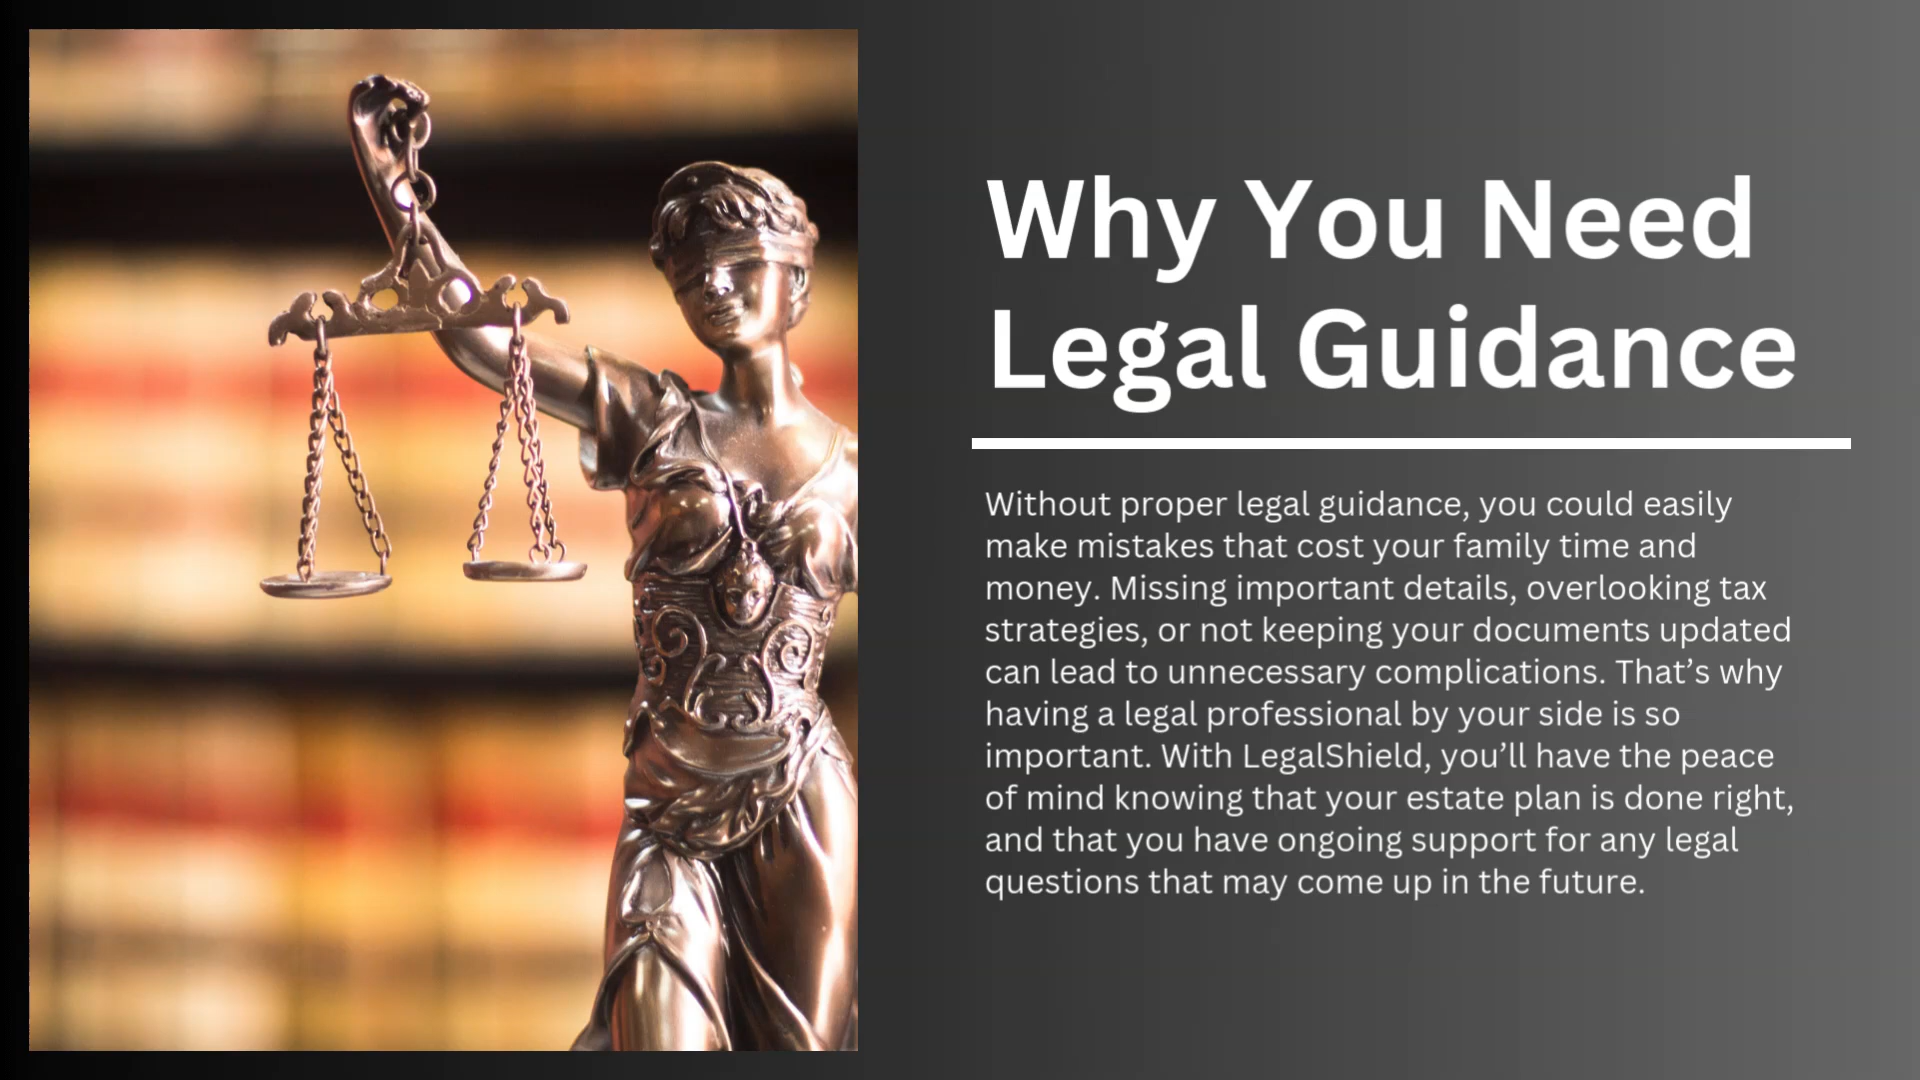 Why You Need
Legal Guidance
Without proper legal guidance, you could easily
make mistakes that cost your family time and
money. Missing important details, overlooking tax
strategies, or not keeping your documents updated
can lead to unnecessary complications. That’s why
having a legal professional by your side is so
important. With LegalShield, you’ll have the peace
of mind knowing that your estate plan is done right,
and that you have ongoing support for any legal
questions that may come up in the future.